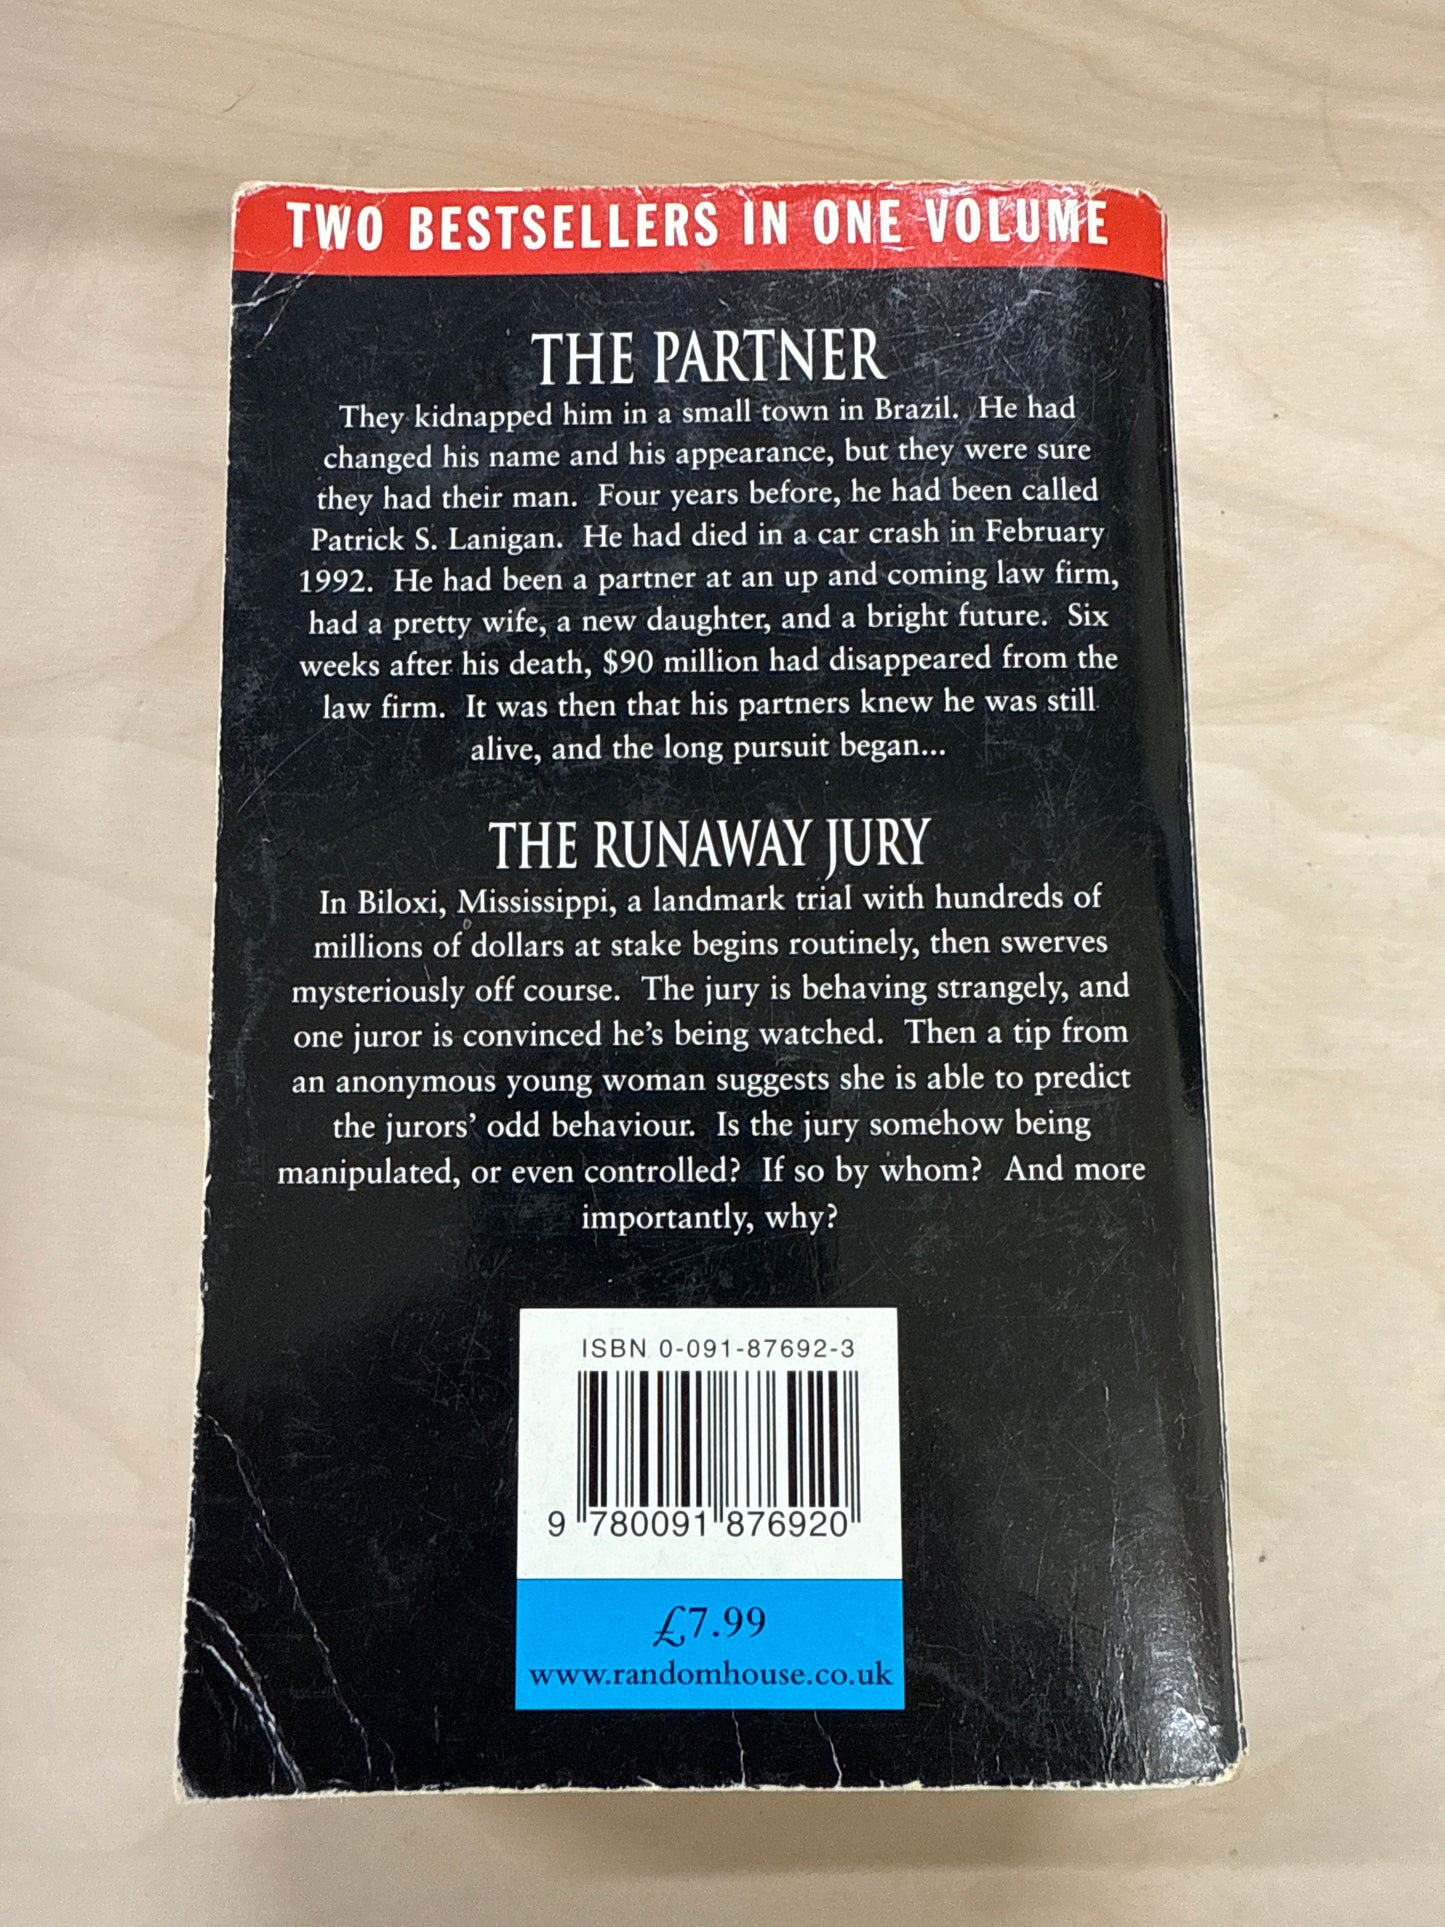 TWO BESTSELLERS IN ONE VOLUME
THE PARTNER
They kidnapped him in a small town in Brazil. He had
changed his name and his appearance, but they were sure
they had their man. Four years before, he had been called
Patrick S. Lanigan. He had died in a car crash in February
1992. He had been a partner at an up and coming law firm,
had a pretty wife, a new daughter, and a bright future. Six
weeks after his death, $90 million had disappeared from the
law firm. It was then that his partners knew he was still
alive, and the long pursuit began...
THE RUNAWAY JURY
In Biloxi, Mississippi, a landmark trial with hundreds of
millions of dollars at stake begins routinely, then swerves
mysteriously off course. The jury is behaving strangely, and
one juror is convinced he's being watched. Then a tip from
an anonymous young woman suggests she is able to predict
the jurors' odd behaviour. Is the jury somehow being
manipulated, or even controlled? If so by whom? And more
importantly, why?
ISBN 0-091-87692-3
9 780091 876920
£7.99
www.randomhouse.co.uk